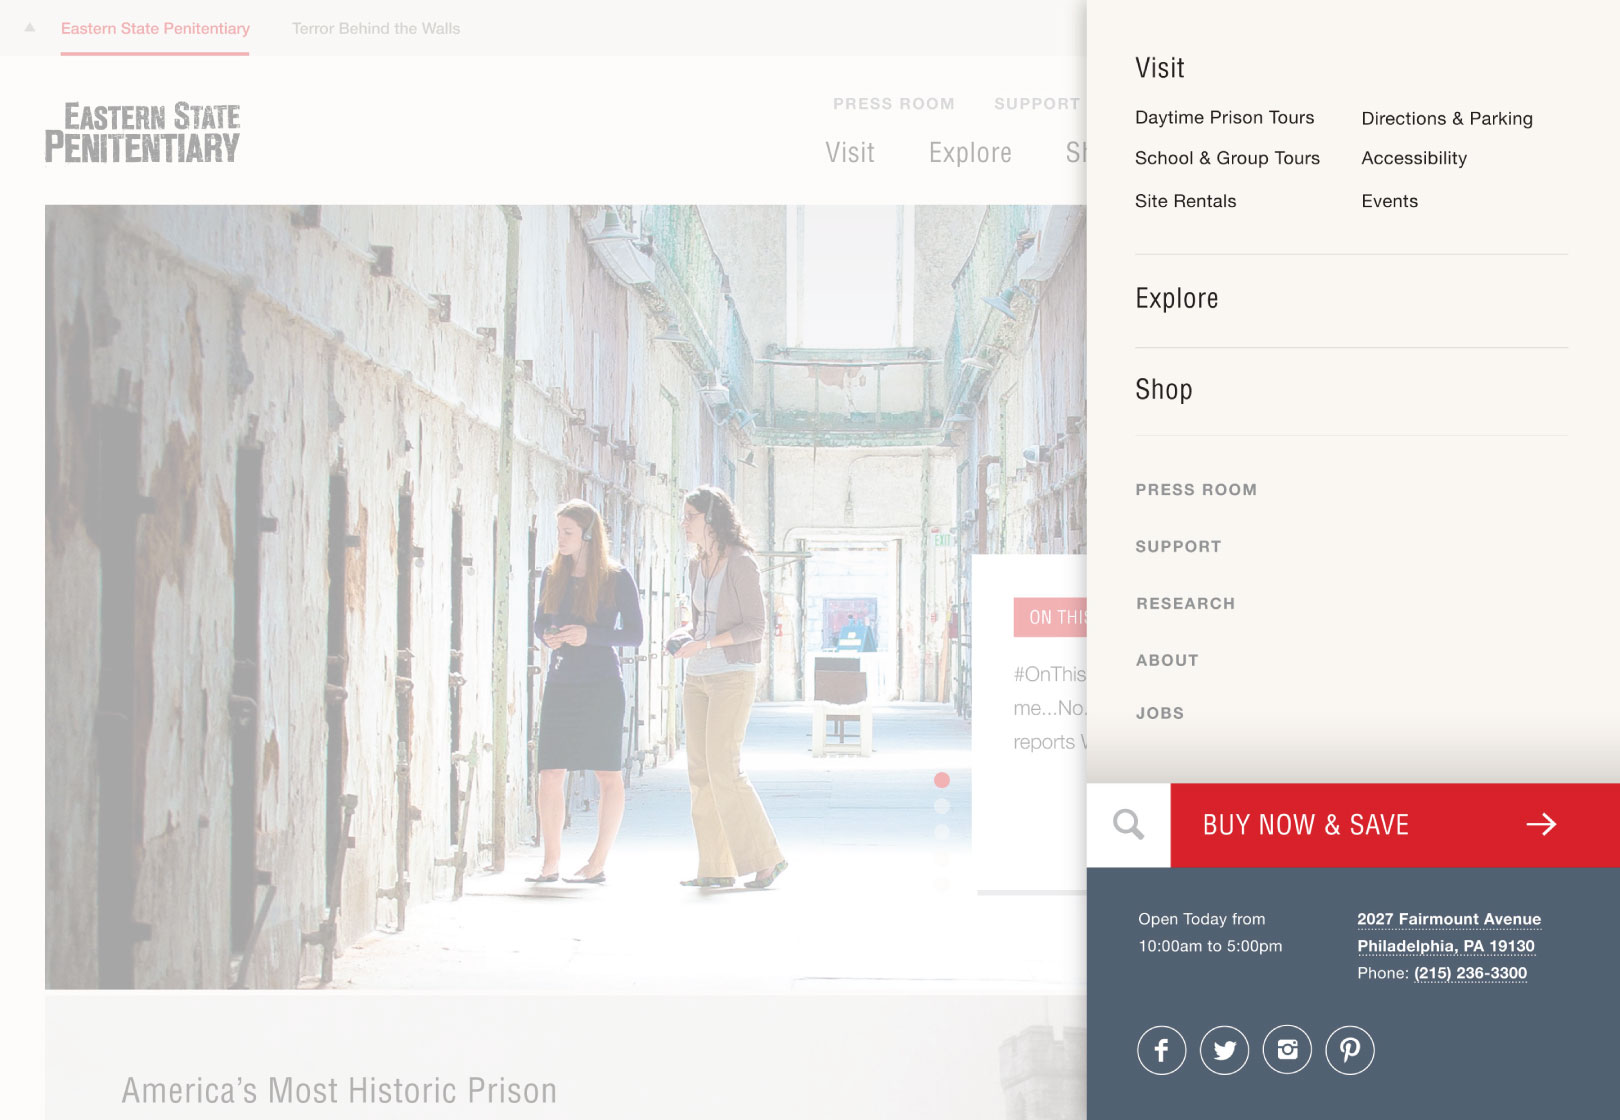 Eastern State Penitentiary
Terror Behind the Walls
EASTERN STATE
PENITENTIARY
PRESS ROOM
SUPPORT
Visit
Explore
ON THIS
#OnThis
me...No.
reports
America's Most Historic Prison
Visit
Daytime Prison Tours
Directions & Parking
School & Group Tours
Accessibility
Site Rentals
Events
Explore
Shop
PRESS ROOM
SUPPORT
RESEARCH
ABOUT
JOBS
BUY NOW & SAVE
Open Today from
10:00am to 5:00pm
2027 Fairmount Avenue
Philadelphia, PA 19130
Phone: (215) 236-3300